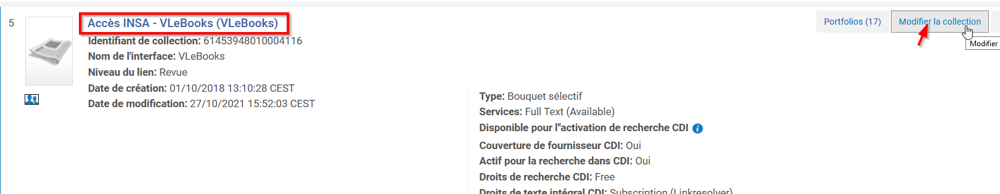 5
Accès INSA - VLeBooks (VLeBooks)
Portfolios (17)
Modifier la collection
Modifier
Identifiant de collection: 61453948010004116
Nom de l'interface: VLeBooks
Niveau du lien: Revue
Date de création: 01/10/2018 13:10:28 CEST
Date de modification: 27/10/2021 15:52:03 CEST
Type: Bouquet sélectif
Services: Full Text (Available)
Disponible pour l''activation de recherche CDI
Couverture de fournisseur CDI: Oui
Actif pour la recherche dans CDI: Oui
Droits de recherche CDI: Free
Droits de texte intégral CDI: Subscription (Linkresolver)